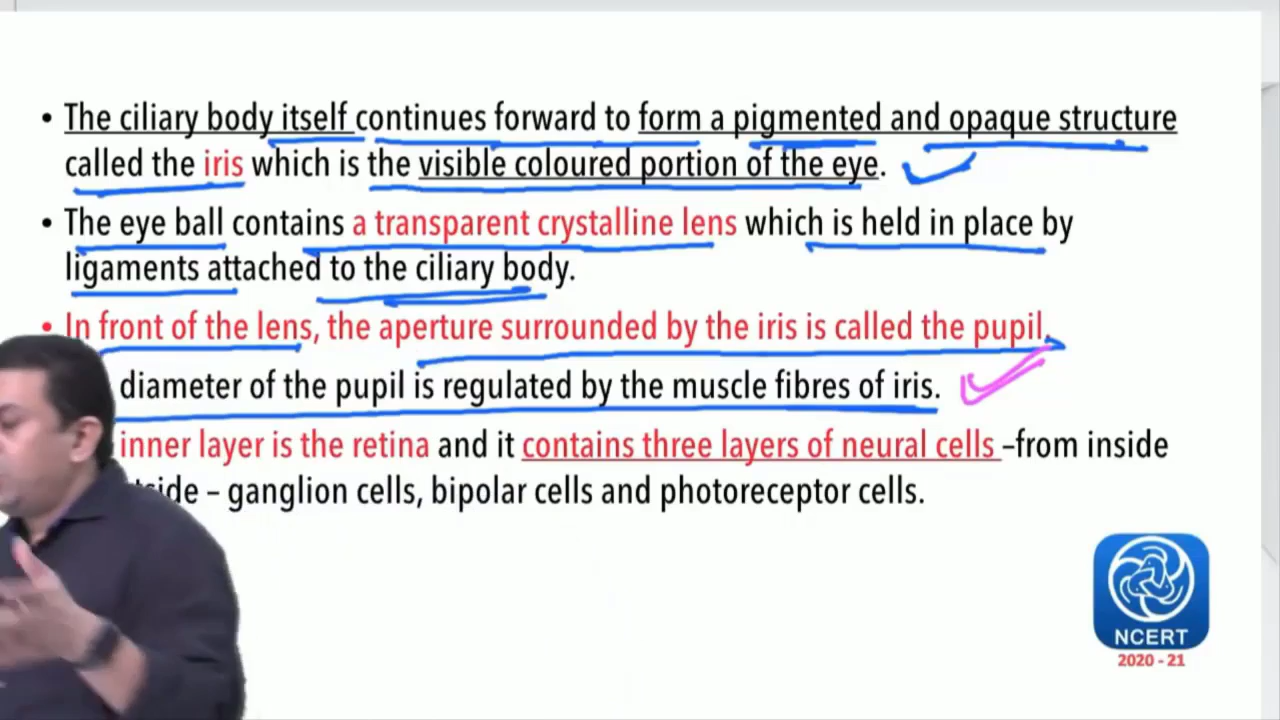 • The ciliary body itself continues forward to form a pigmented and opaque structure
called the iris which is the visible coloured portion of the eye.
• The eye ball contains a transparent crystalline lens which is held in place by
ligaments attached to the ciliary body.
• In front of the lens, the aperture surrounded by the iris is called the pupil.
diameter of the pupil is regulated by the muscle fibres of iris.
inner layer is the retina and it contains three layers of neural cells –from inside
– ganglion cells, bipolar cells and photoreceptor cells.
NCERT
2020 - 21